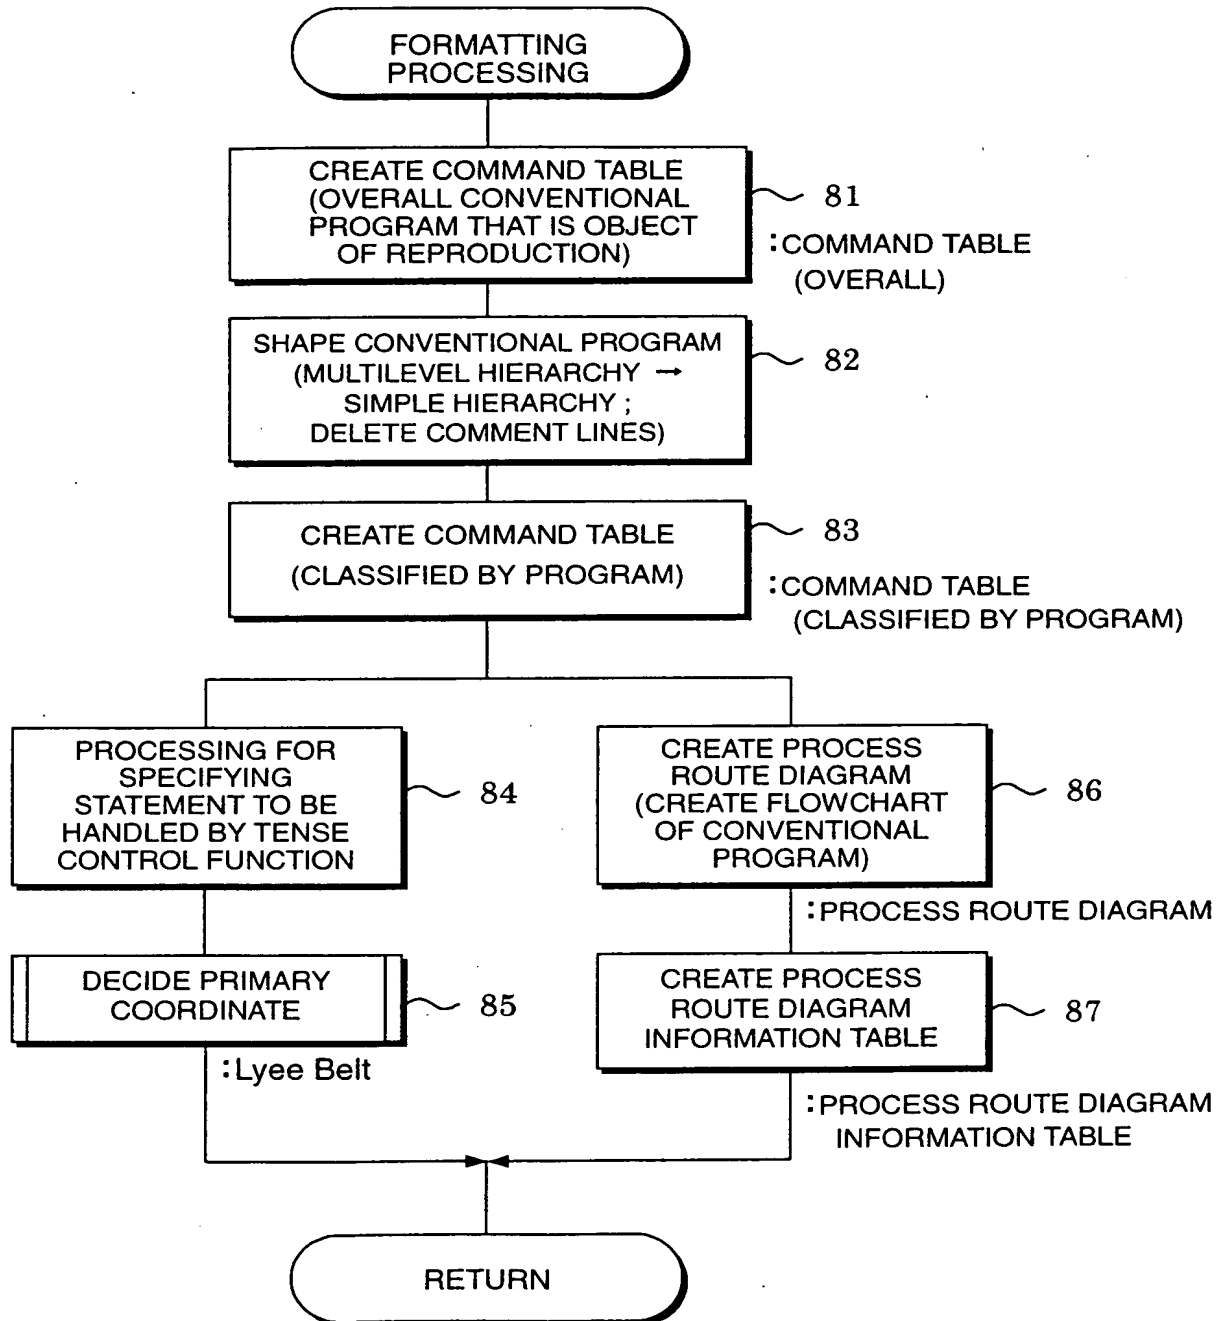 FORMATTING
PROCESSING
CREATE COMMAND TABLE
(OVERALL CONVENTIONAL
PROGRAM THAT IS OBJECT
OF REPRODUCTION)
81
:COMMAND TABLE
(OVERALL)
SHAPE CONVENTIONAL PROGRAM
(MULTILEVEL HIERARCHY →
SIMPLE HIERARCHY ;
DELETE COMMENT LINES)
82
CREATE COMMAND TABLE
(CLASSIFIED BY PROGRAM)
83
:COMMAND TABLE
(CLASSIFIED BY PROGRAM)
PROCESSING FOR
SPECIFYING
STATEMENT TO BE
HANDLED BY TENSE
CONTROL FUNCTION
84
DECIDE PRIMARY
COORDINATE
85
:Lyee Belt
CREATE PROCESS
ROUTE DIAGRAM
(CREATE FLOWCHART
OF CONVENTIONAL
PROGRAM)
86
:PROCESS ROUTE DIAGRAM
CREATE PROCESS
ROUTE DIAGRAM
INFORMATION TABLE
87
:PROCESS ROUTE DIAGRAM
INFORMATION TABLE
RETURN